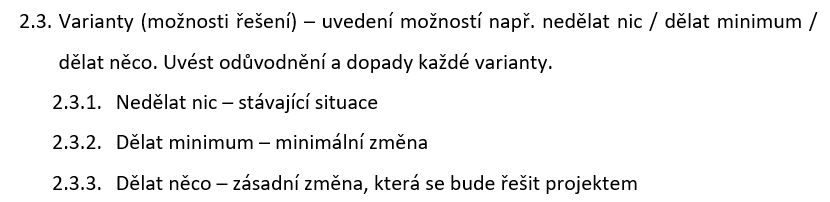 2.3. Varianty (možnosti řešení) – uvedení možností např. nedělat nic / dělat minimum /
dělat něco. Uvést odůvodnění a dopady každé varianty.
2.3.1. Nedělat nic – stávající situace
2.3.2. Dělat minimum – minimální změna
2.3.3. Dělat něco – zásadní změna, která se bude řešit projektem